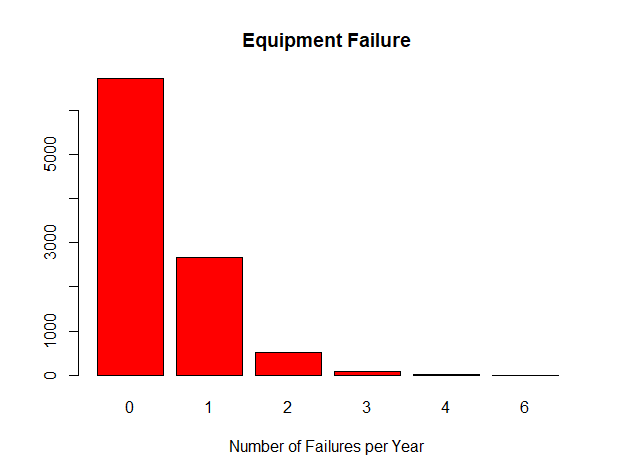 Equipment Failure
5000
3000
1000
0
0 1 2 3 4 6
Number of Failures per Year